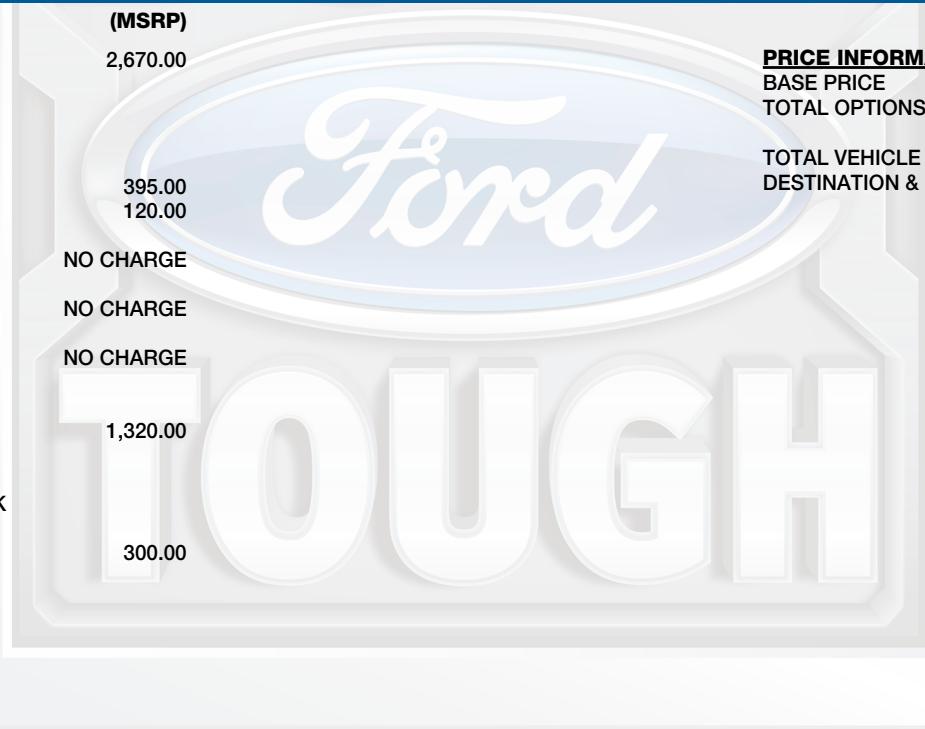 (MSRP)
2,670.00
395.00
120.00
NO CHARGE
NO CHARGE
NO CHARGE
1,320.00
K
300.00
PRICE INFORMA
BASE PRICE
TOTAL OPTIONS
TOTAL VEHICLE
DESTINATION &
Ford
TOUGH